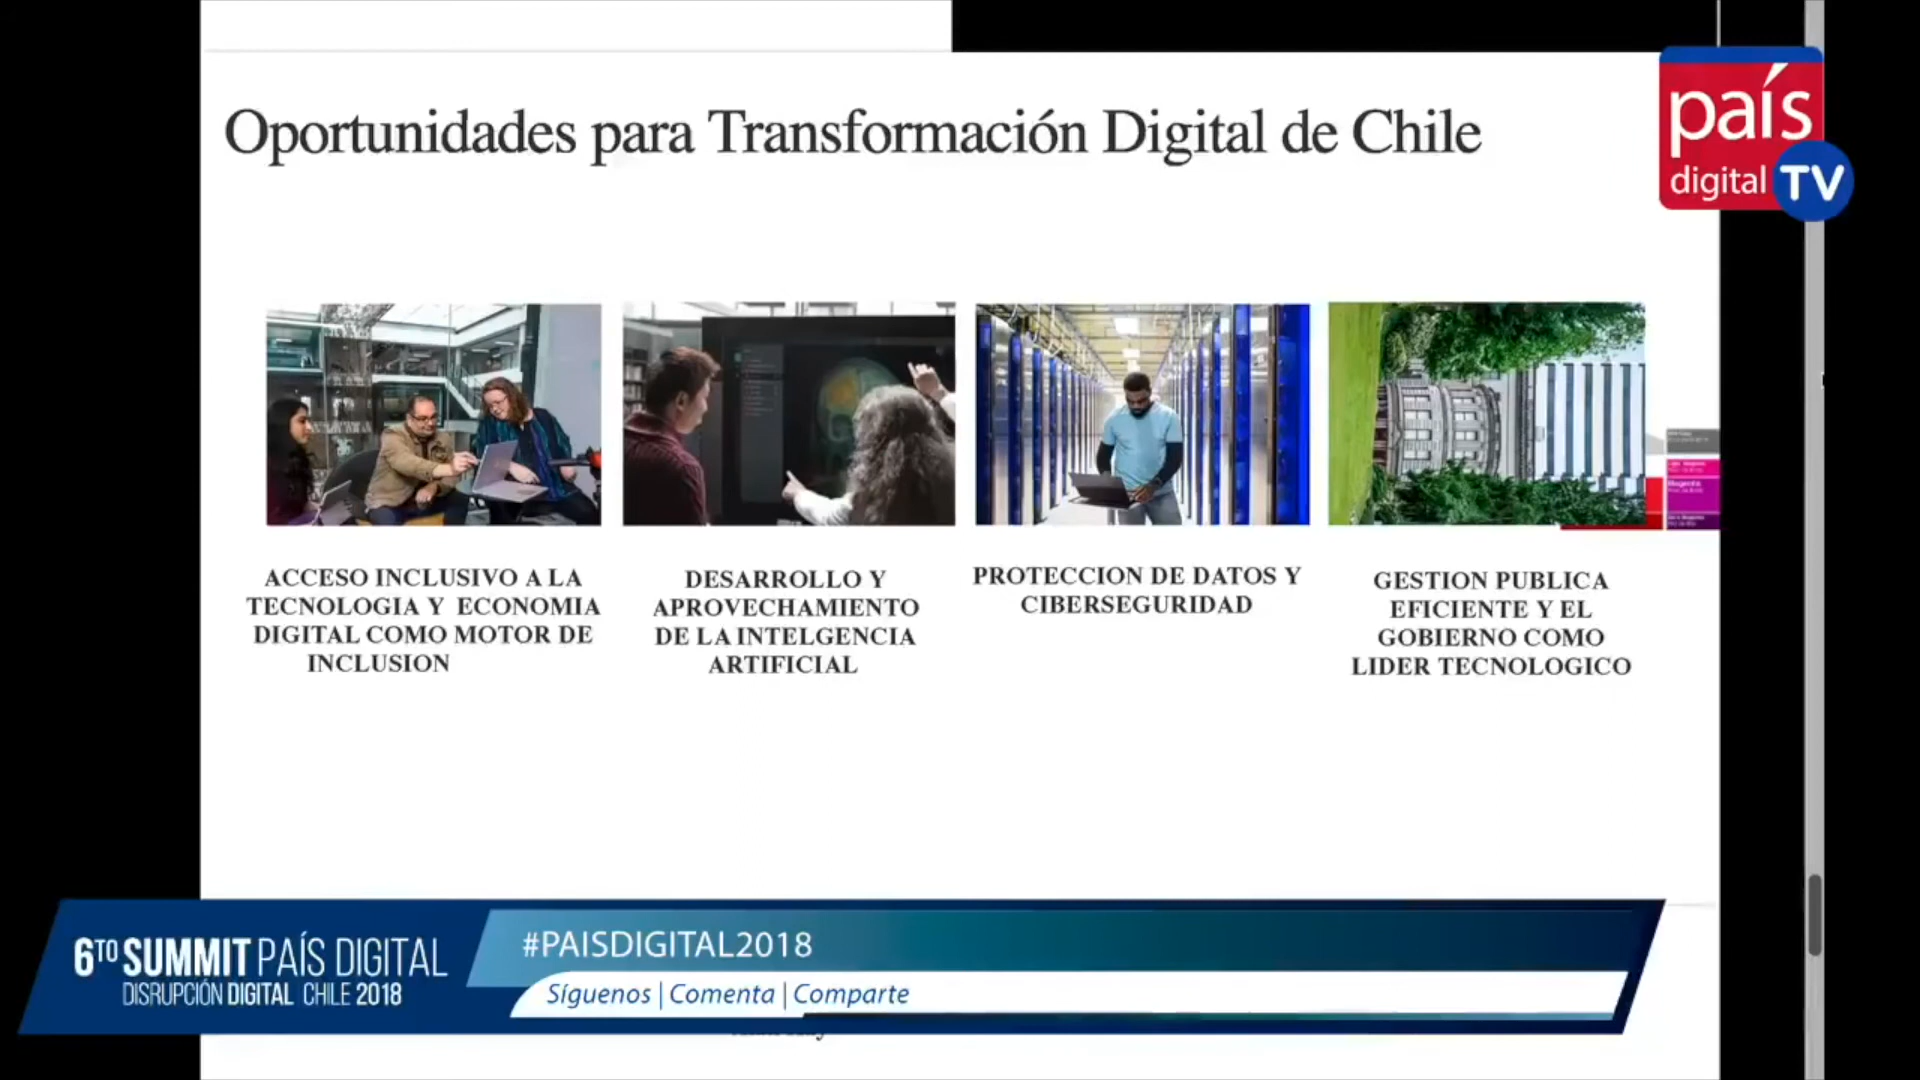 Oportunidades para Transformación Digital de Chile
país
digital TV
ACCESO INCLUSIVO A LA
TECNOLOGIA Y ECONOMIA
DIGITAL COMO MOTOR DE
INCLUSION
DESARROLLO Y
APROVECHAMIENTO
DE LA INTELGENCIA
ARTIFICIAL
PROTECCION DE DATOS Y
CIBERSEGURIDAD
GESTION PUBLICA
EFICIENTE Y EL
GOBIERNO COMO
LIDER TECNOLOGICO
Magenta
6TO SUMMIT PAÍS DIGITAL
DISRUPCIÓN DIGITAL CHILE 2018
#PAISDIGITAL2018
Síguenos | Comenta | Comparte